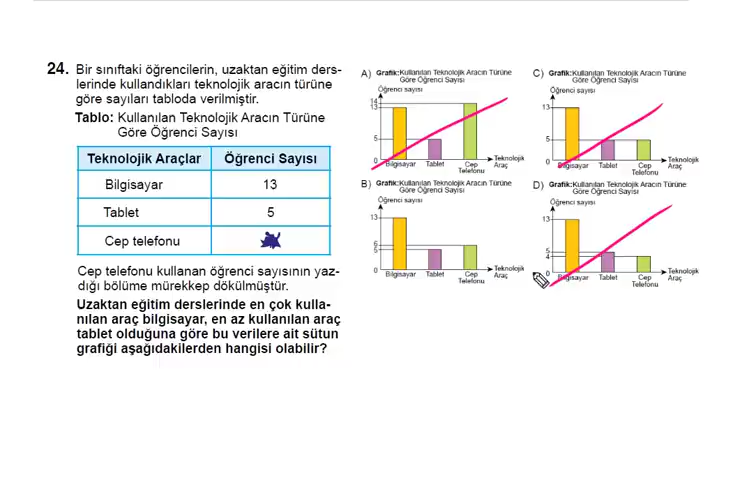 24. Bir sınıftaki öğrencilerin, uzaktan eğitim ders-
lerinde kullandıkları teknolojik aracın türüne
göre sayıları tabloda verilmiştir.
Tablo: Kullanılan Teknolojik Aracın Türüne
Göre Öğrenci Sayısı
Teknolojik Araçlar Öğrenci Sayısı
Bilgisayar 13
Tablet 5
Cep telefonu
Cep telefonu kullanan öğrenci sayısının yaz-
dığı bölüme mürekkep dökülmüştür.
Uzaktan eğitim derslerinde en çok kulla-
nılan araç bilgisayar, en az kullanılan araç
tablet olduğuna göre bu verilere ait sütun
grafiği aşağıdakilerden hangisi olabilir?
A) Grafik:Kullanılan Teknolojik Aracın Türüne
Göre Öğrenci Sayısı
Öğrenci sayısı
14
13
5
0
Bilgisayar Tablet Cep
Telefonu
Teknolojik
Araç
B) Grafik:Kullanılan Teknolojik Aracın Türüne
Göre Öğrenci Sayısı
Öğrenci sayısı
13
6
5
0
Bilgisayar Tablet Cep
Telefonu
Teknolojik
Araç
C) Grafik:Kullanılan Teknolojik Aracın Türüne
Göre Öğrenci Sayısı
Öğrenci sayısı
13
5
0
Bilgisayar Tablet Cep
Telefonu
Teknolojik
Araç
D) Grafik:Kullanılan Teknolojik Aracın Türüne
Göre Öğrenci Sayısı
Öğrenci sayısı
13
5
4
0
Bilgisayar Tablet Cep
Telefonu
Teknolojik
Araç